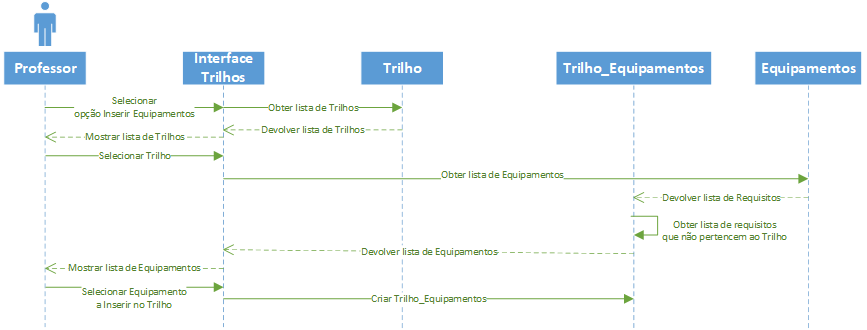 Professor
Interface
Trilhos
Trilho
Trilho_Equipamentos
Equipamentos
Selecionar
opção Inserir Equipamentos
Obter lista de Trilhos
Devolver lista de Trilhos
Mostrar lista de Trilhos
Selecionar Trilho
Obter lista de Equipamentos
Devolver lista de Requisitos
Obter lista de requisitos
que não pertencem ao Trilho
Devolver lista de Equipamentos
Mostrar lista de Equipamentos
Selecionar Equipamento
a Inserir no Trilho
Criar Trilho_Equipamentos